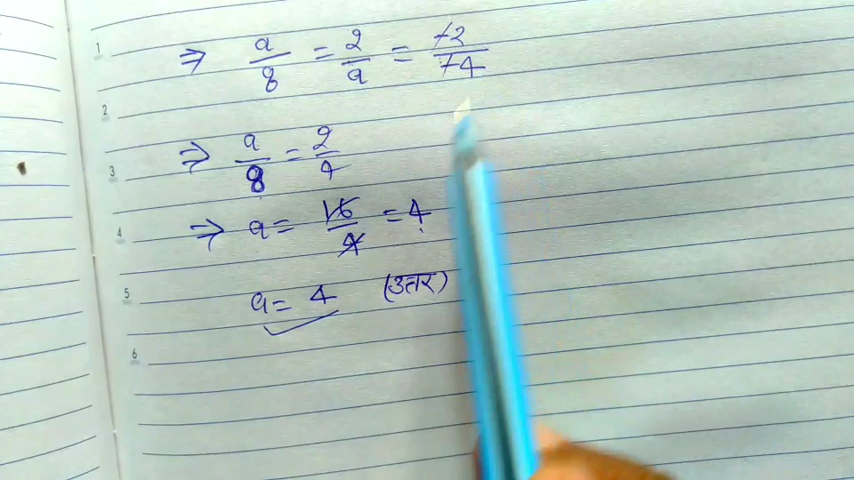 1
⇒ a/8 = 2/a = -2/-4
2
3
⇒ a/8 = 2/4
4
⇒ a = 16/4 = 4
5
a = 4 (उत्तर)
6